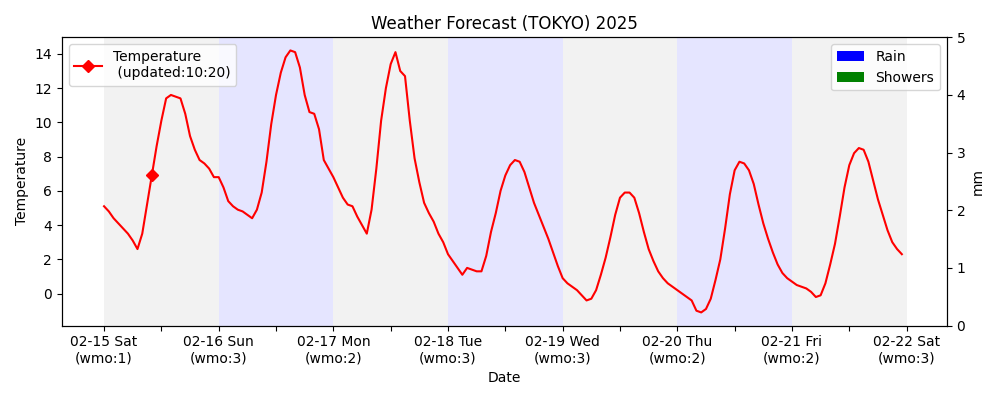 Weather Forecast (TOKYO) 2025
Temperature
(updated:10:20)
Rain
Showers
14
12
10
8
6
4
2
0
Temperature
5
4
3
2
1
0
mm
02-15 Sat
(wmo:1)
02-16 Sun
(wmo:3)
02-17 Mon
(wmo:2)
02-18 Tue
(wmo:3)
02-19 Wed
(wmo:3)
02-20 Thu
(wmo:2)
02-21 Fri
(wmo:2)
02-22 Sat
(wmo:3)
Date